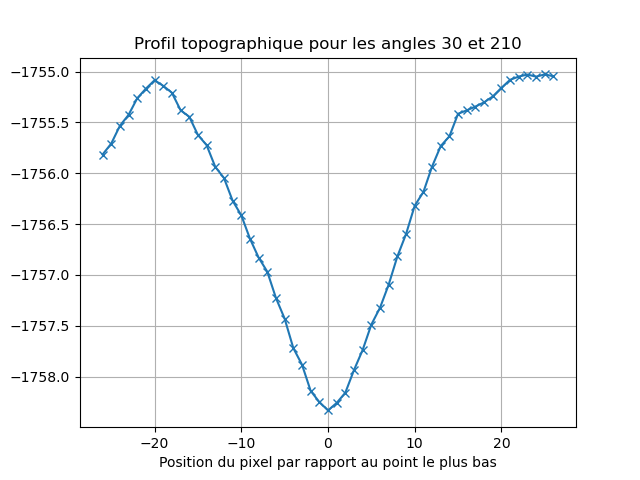 Profil topographique pour les angles 30 et 210
−1755.0
−1755.5
−1756.0
−1756.5
−1757.0
−1757.5
−1758.0
−20 −10 0 10 20
Position du pixel par rapport au point le plus bas